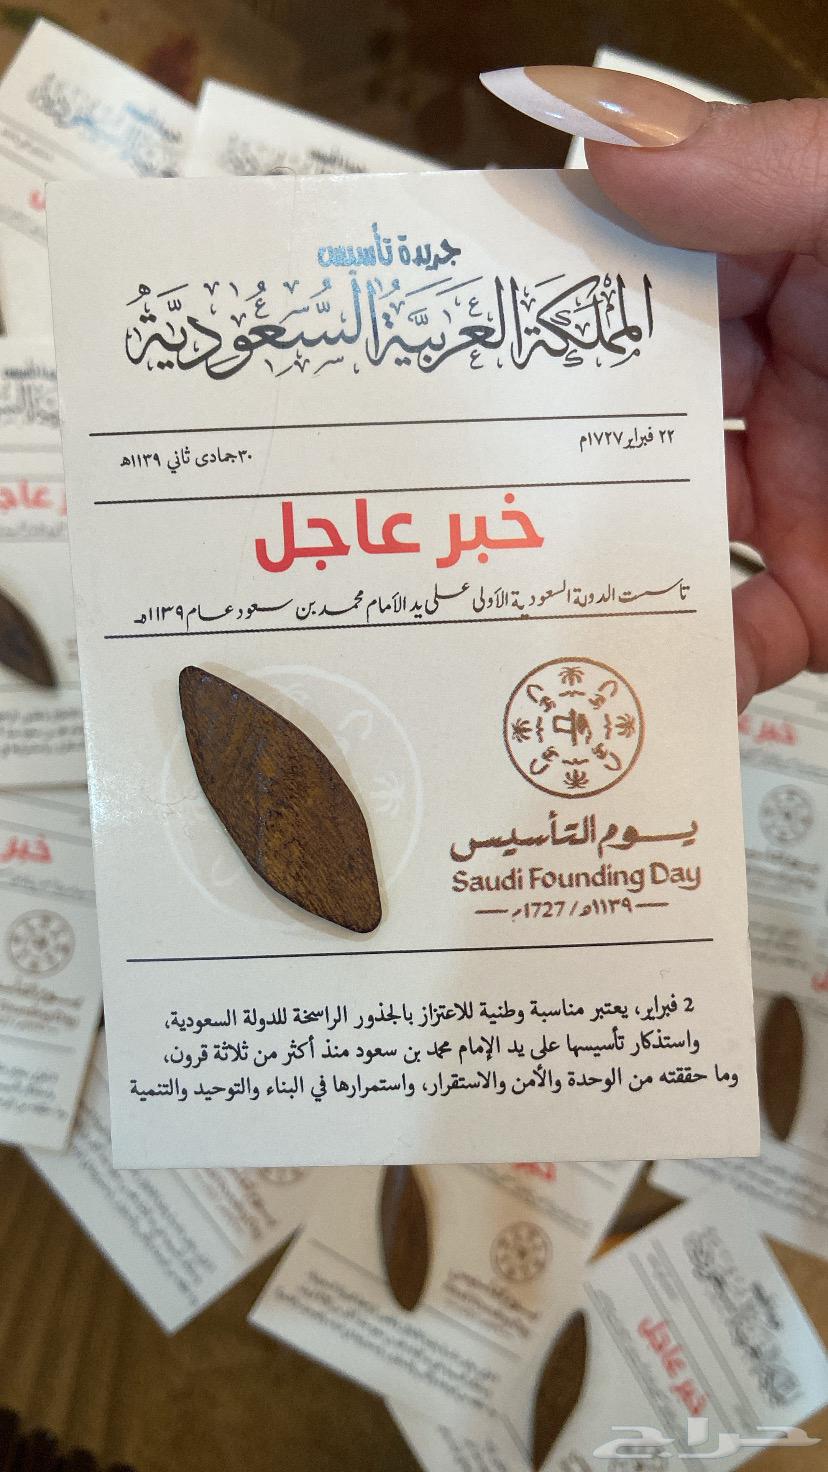 جريدة تأسيس
المملكة العربية السعودية
٢٢ فبراير ١٧٢٧م
٣٠ جمادى ثاني ١١٣٩هـ
خبر عاجل
تاسست الدولة السعودية الأولى على يد الإمام محمد بن سعود عام ١١٣٩هـ
يوم التأسيس
Saudi Founding Day
١١٣٩هـ / 1727م
2 فبراير، يعتبر مناسبة وطنية للاعتزاز بالجذور الراسخة للدولة السعودية،
واستذكار تأسيسها على يد الإمام محمد بن سعود منذ أكثر من ثلاثة قرون،
وما حققته من الوحدة والأمن والاستقرار، واستمرارها في البناء والتوحيد والتنمية
خبر عاجل
حراج